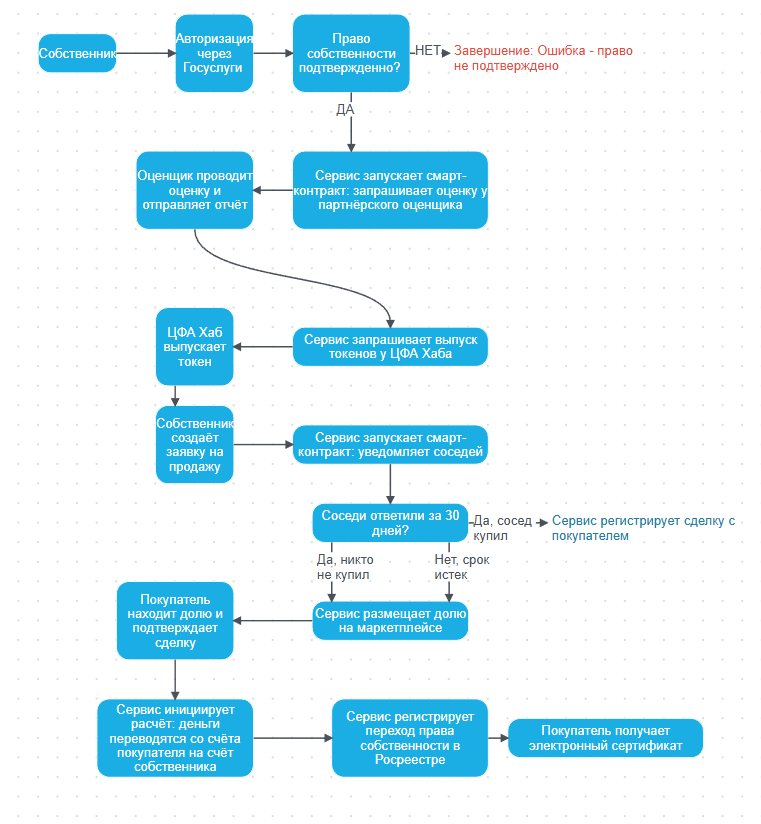 Собственник
Авторизация
через
Госуслуги
Право
собственности
подтвержденно?
НЕТ
Завершение: Ошибка - право
не подтверждено
ДА
Оценщик проводит
оценку и
отправляет отчёт
Сервис запускает смарт-
контракт: запрашивает оценку у
партнёрского оценщика
ЦФА Хаб
выпускает
токен
Сервис запрашивает выпуск
токенов у ЦФА Хаба
Собственник
создаёт
заявку на
продажу
Сервис запускает смарт-
контракт: уведомляет соседей
Соседи ответили за 30
дней?
Да, сосед
купил
Сервис регистрирует сделку с
покупателем
Да, никто
не купил
Нет, срок
истек
Покупатель
находит долю и
подтверждает
сделку
Сервис размещает долю
на маркетплейсе
Сервис инициирует
расчёт: деньги
переводятся со счёта
покупателя на счёт
собственника
Сервис регистрирует
переход права
собственности в
Росреестре
Покупатель получает
электронный сертификат